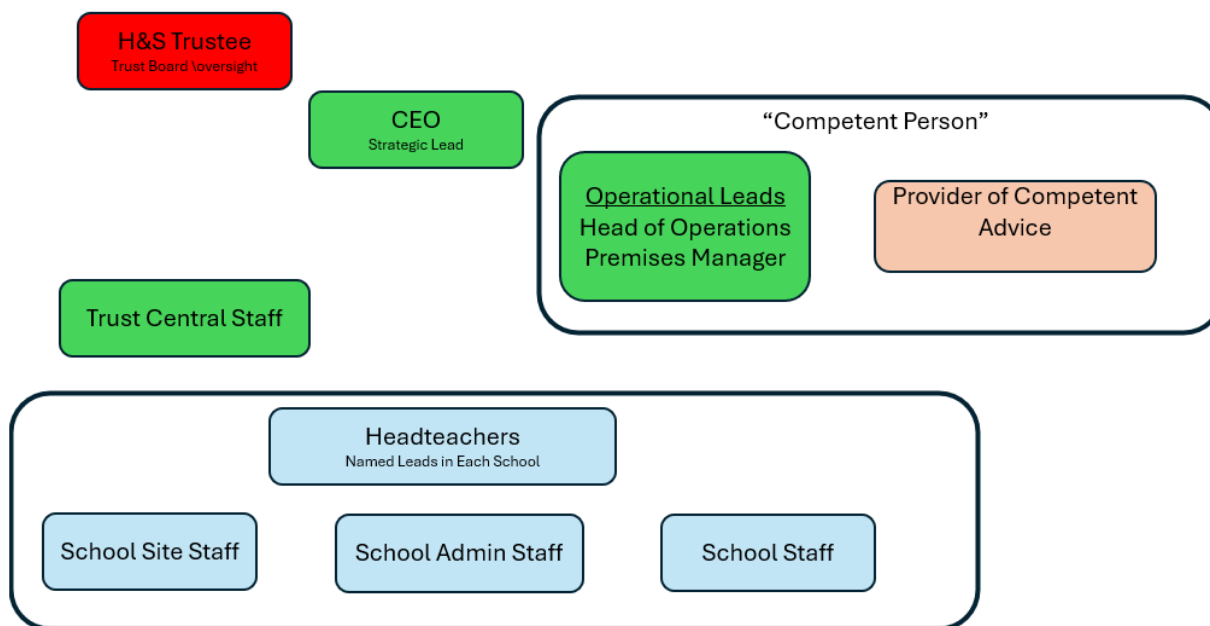 H&S Trustee
Trust Board \oversight
CEO
Strategic Lead
“Competent Person”
Operational Leads
Head of Operations
Premises Manager
Provider of Competent
Advice
Trust Central Staff
Headteachers
Named Leads in Each School
School Site Staff
School Admin Staff
School Staff